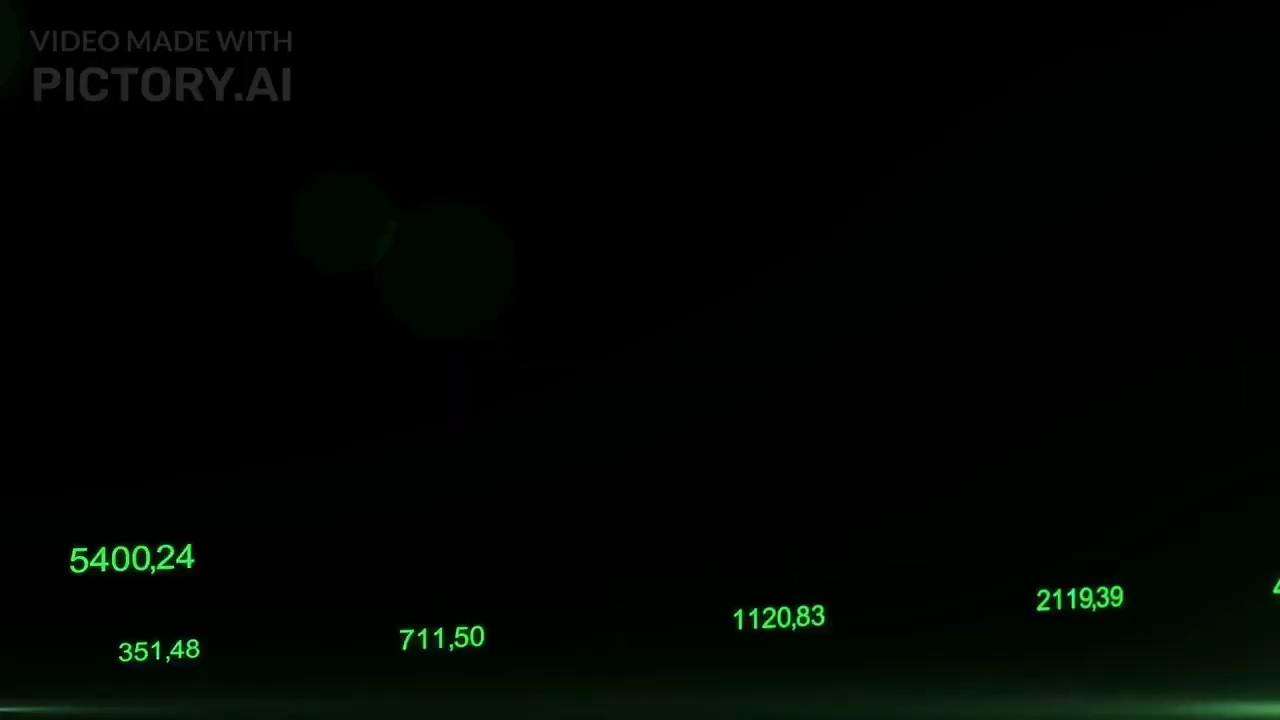 VIDEO MADE WITH
PICTORY.AI
5400,24
351,48
711,50
1120,83
2119,39